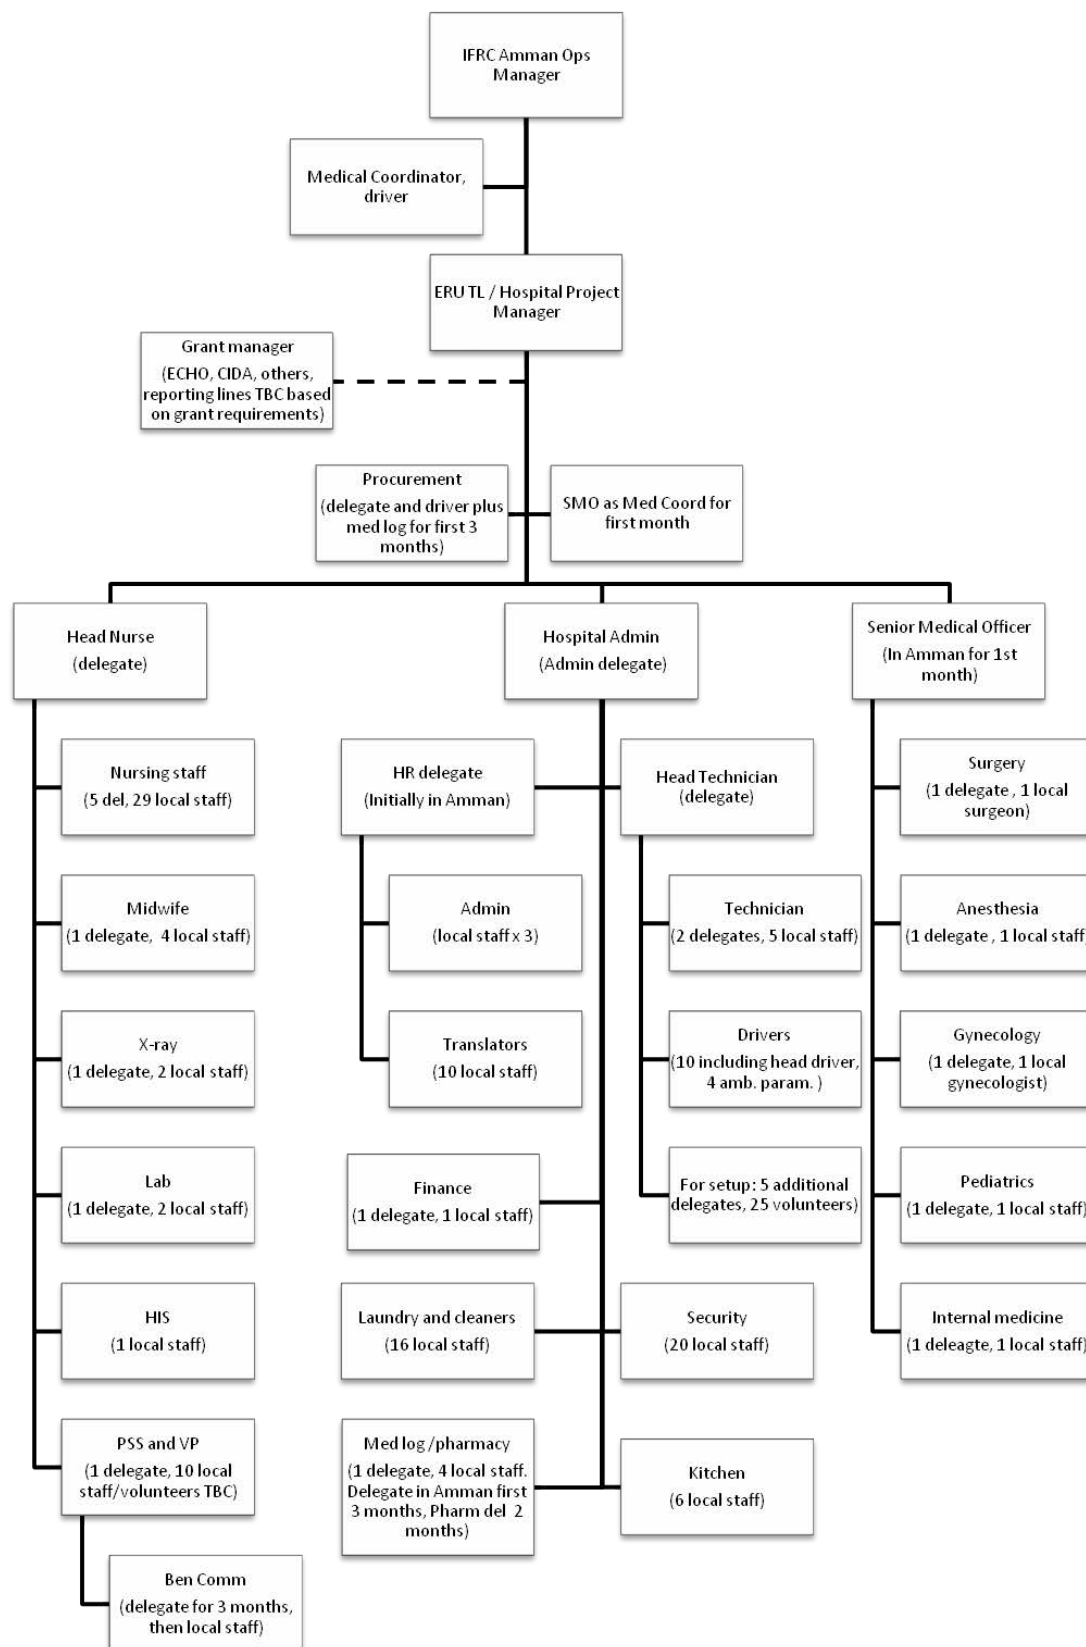 IFRC Amman Ops
Manager
Medical Coordinator,
driver
ERU TL / Hospital Project
Manager
Grant manager
(ECHO, CIDA, others,
reporting lines TBC based
on grant requirements)
Procurement
(delegate and driver plus
med log for first 3
months)
SMO as Med Coord for
first month
Head Nurse
(delegate)
Hospital Admin
(Admin delegate)
Senior Medical Officer
(In Amman for 1st
month)
Nursing staff
(5 del, 29 local staff)
Midwife
(1 delegate, 4 local staff)
X-ray
(1 delegate, 2 local staff)
Lab
(1 delegate, 2 local staff)
HIS
(1 local staff)
PSS and VP
(1 delegate, 10 local
staff/volunteers TBC)
Ben Comm
(delegate for 3 months,
then local staff)
HR delegate
(Initially in Amman)
Admin
(local staff x 3)
Translators
(10 local staff)
Head Technician
(delegate)
Technician
(2 delegates, 5 local staff)
Drivers
(10 including head driver,
4 amb. param. )
For setup: 5 additional
delegates, 25 volunteers)
Finance
(1 delegate, 1 local staff)
Laundry and cleaners
(16 local staff)
Security
(20 local staff)
Med log /pharmacy
(1 delegate, 4 local staff.
Delegate in Amman first
3 months, Pharm del 2
months)
Kitchen
(6 local staff)
Surgery
(1 delegate , 1 local
surgeon)
Anesthesia
(1 delegate , 1 local staff)
Gynecology
(1 delegate, 1 local
gynecologist)
Pediatrics
(1 delegate, 1 local staff)
Internal medicine
(1 deleagte, 1 local staff)